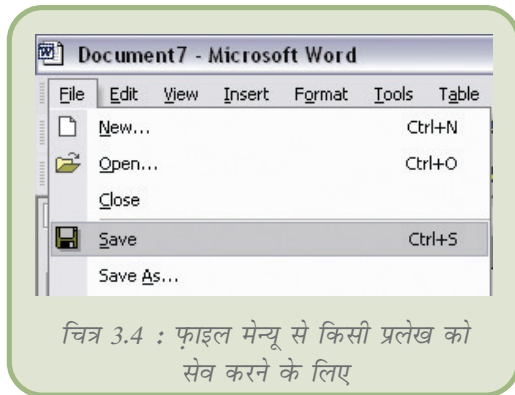 Document7 - Microsoft Word
File Edit View Insert Format Tools Table
New... Ctrl+N
Open... Ctrl+O
Close
Save Ctrl+S
Save As...
चित्र 3.4 : फ़ाइल मेन्यू से किसी प्रलेख को
सेव करने के लिए